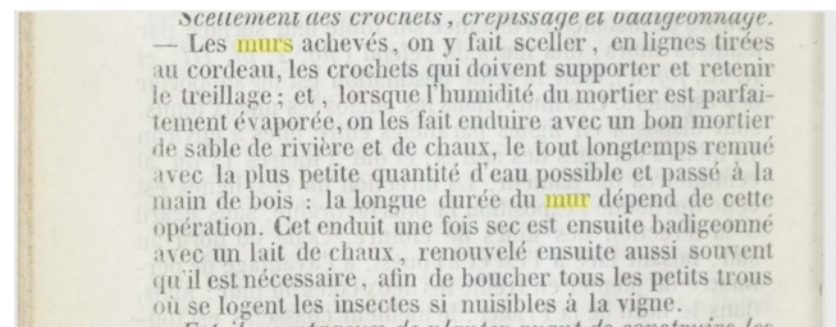 Scellement des crochets, crépissage et badigeonnage.
— Les murs achevés, on y fait sceller, en lignes tirées
au cordeau, les crochets qui doivent supporter et retenir
le treillage ; et, lorsque l'humidité du mortier est parfai-
tement évaporée, on les fait enduire avec un bon mortier
de sable de rivière et de chaux, le tout longtemps remué
avec la plus petite quantité d'eau possible et passé à la
main de bois : la longue durée du mur dépend de cette
opération. Cet enduit une fois sec est ensuite badigeonné
avec un lait de chaux, renouvelé ensuite aussi souvent
qu'il est nécessaire, afin de boucher tous les petits trous
où se logent les insectes si nuisibles à la vigne.